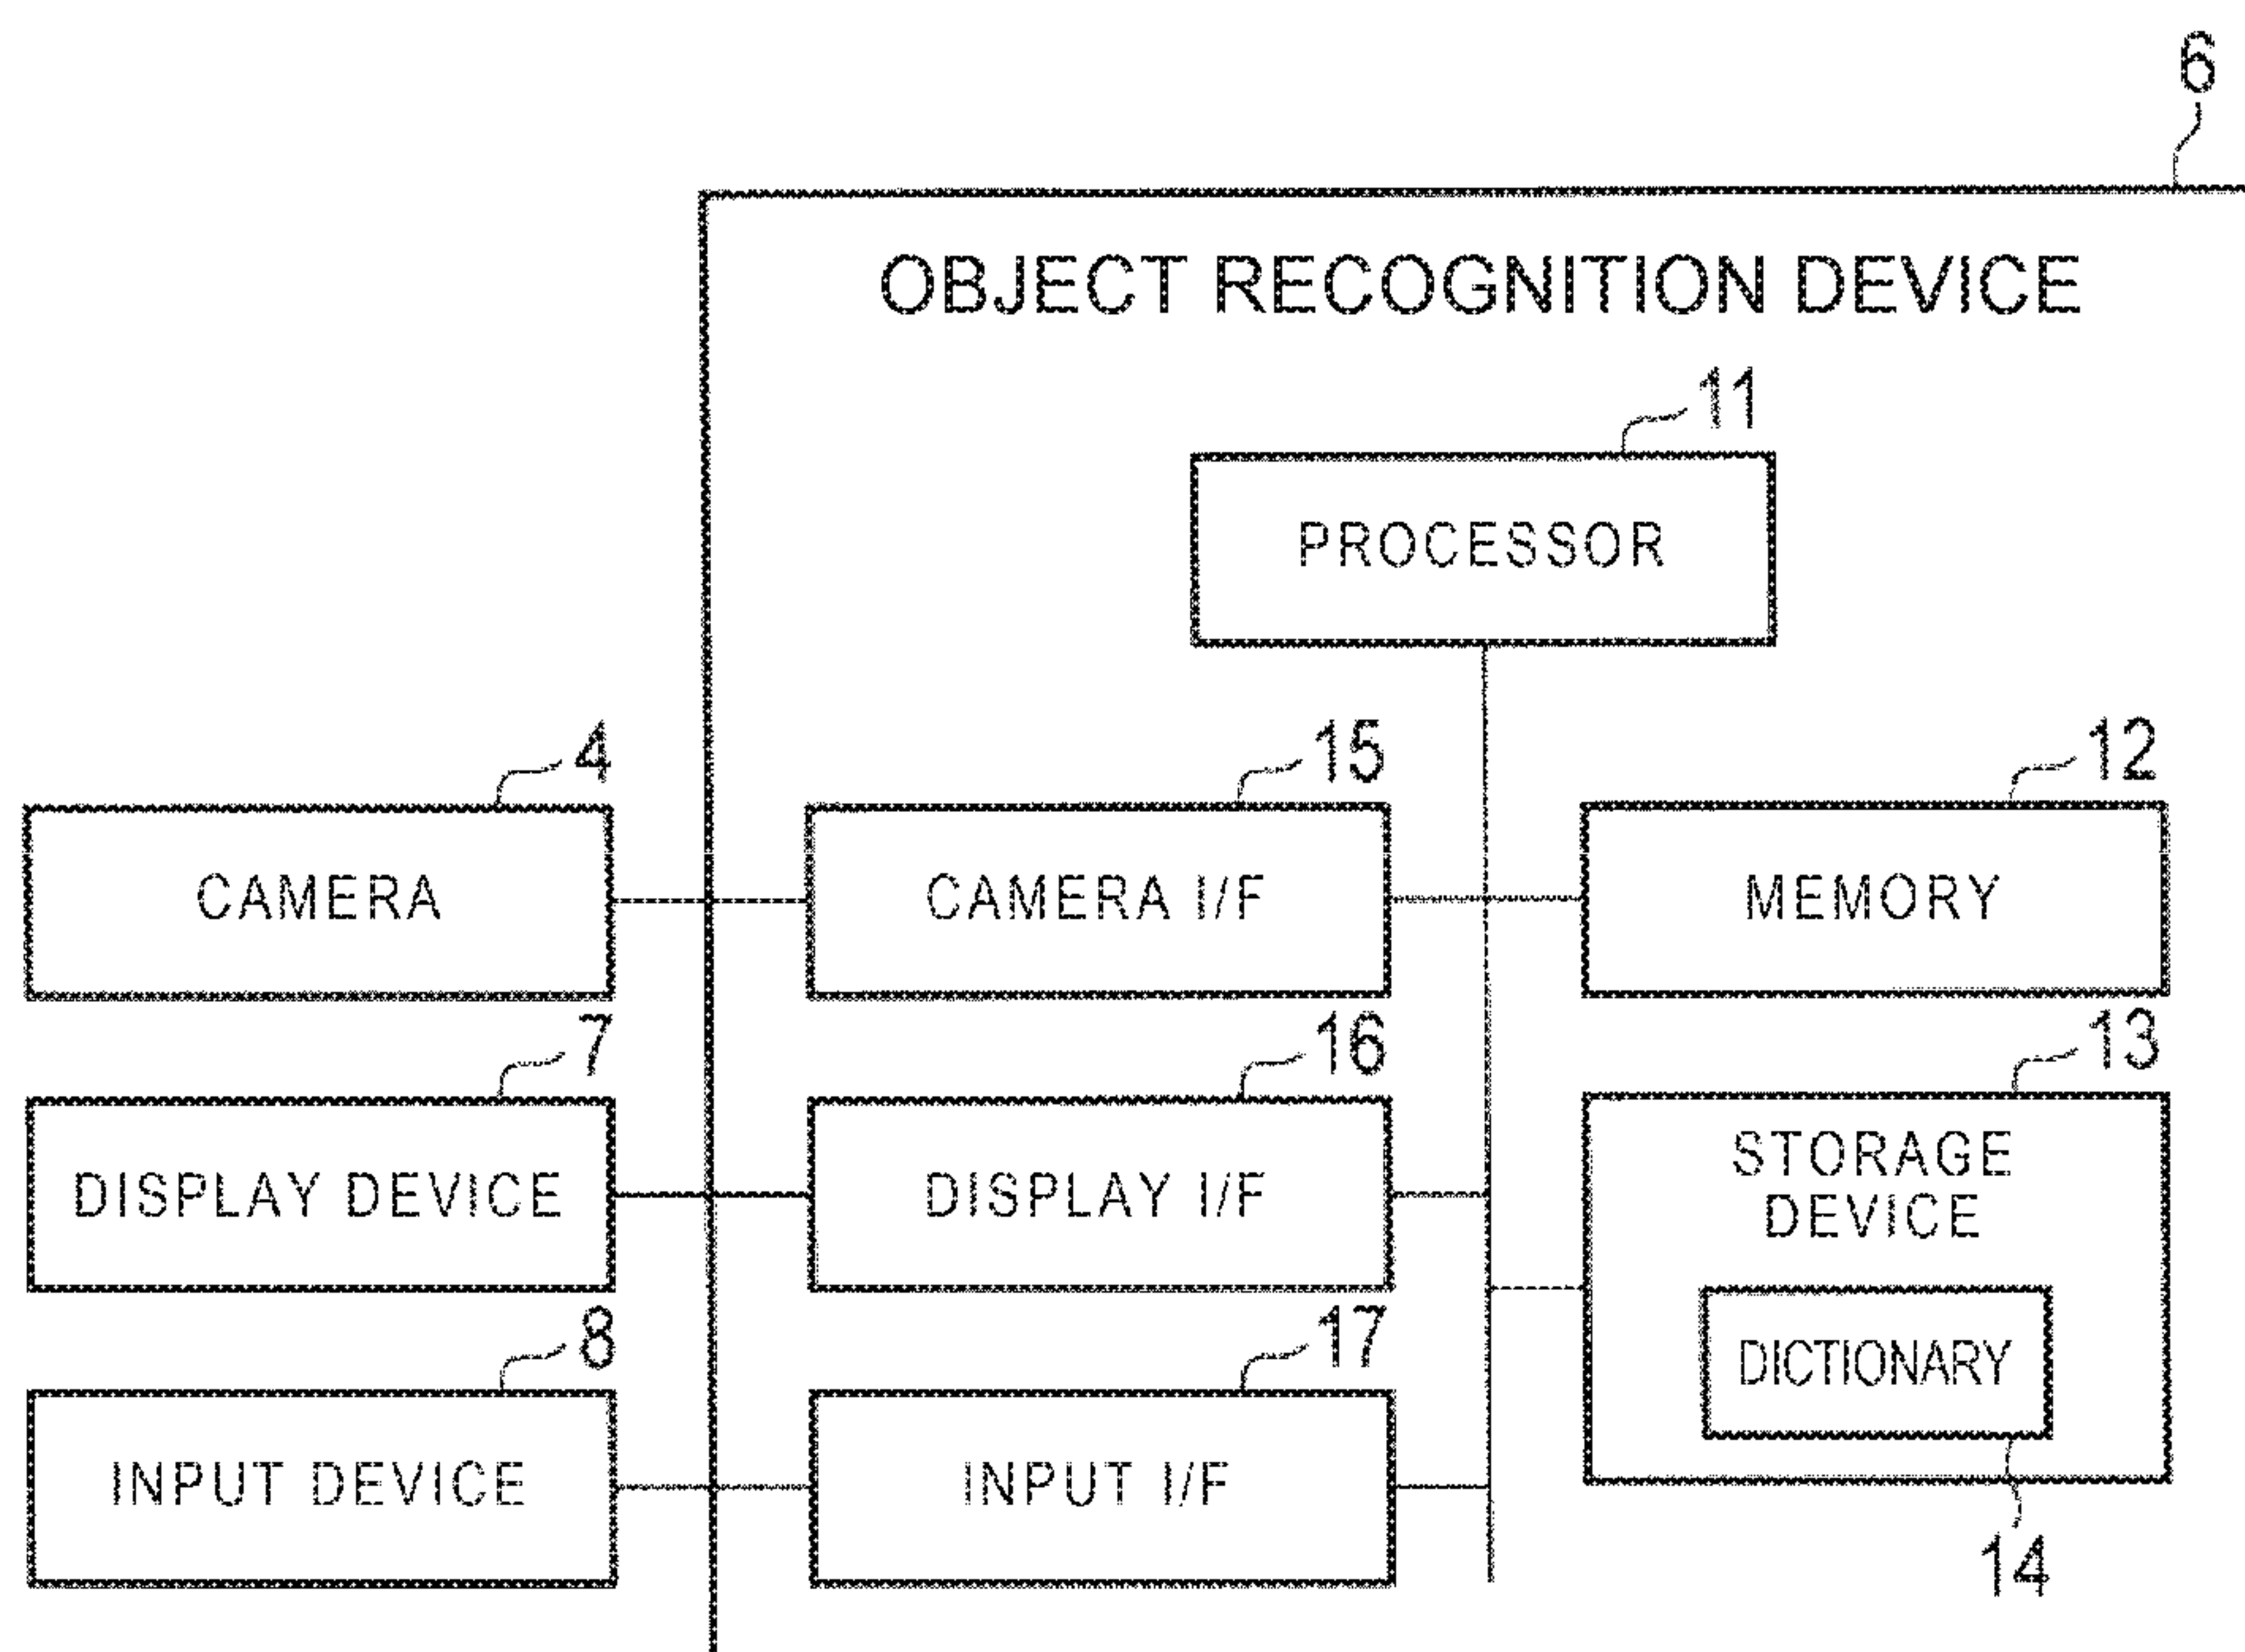 6
OBJECT RECOGNITION DEVICE
11
PROCESSOR
4
15
12
CAMERA
CAMERA I/F
MEMORY
7
16
13
DISPLAY DEVICE
DISPLAY I/F
STORAGE
DEVICE
8
17
DICTIONARY
INPUT DEVICE
INPUT I/F
14